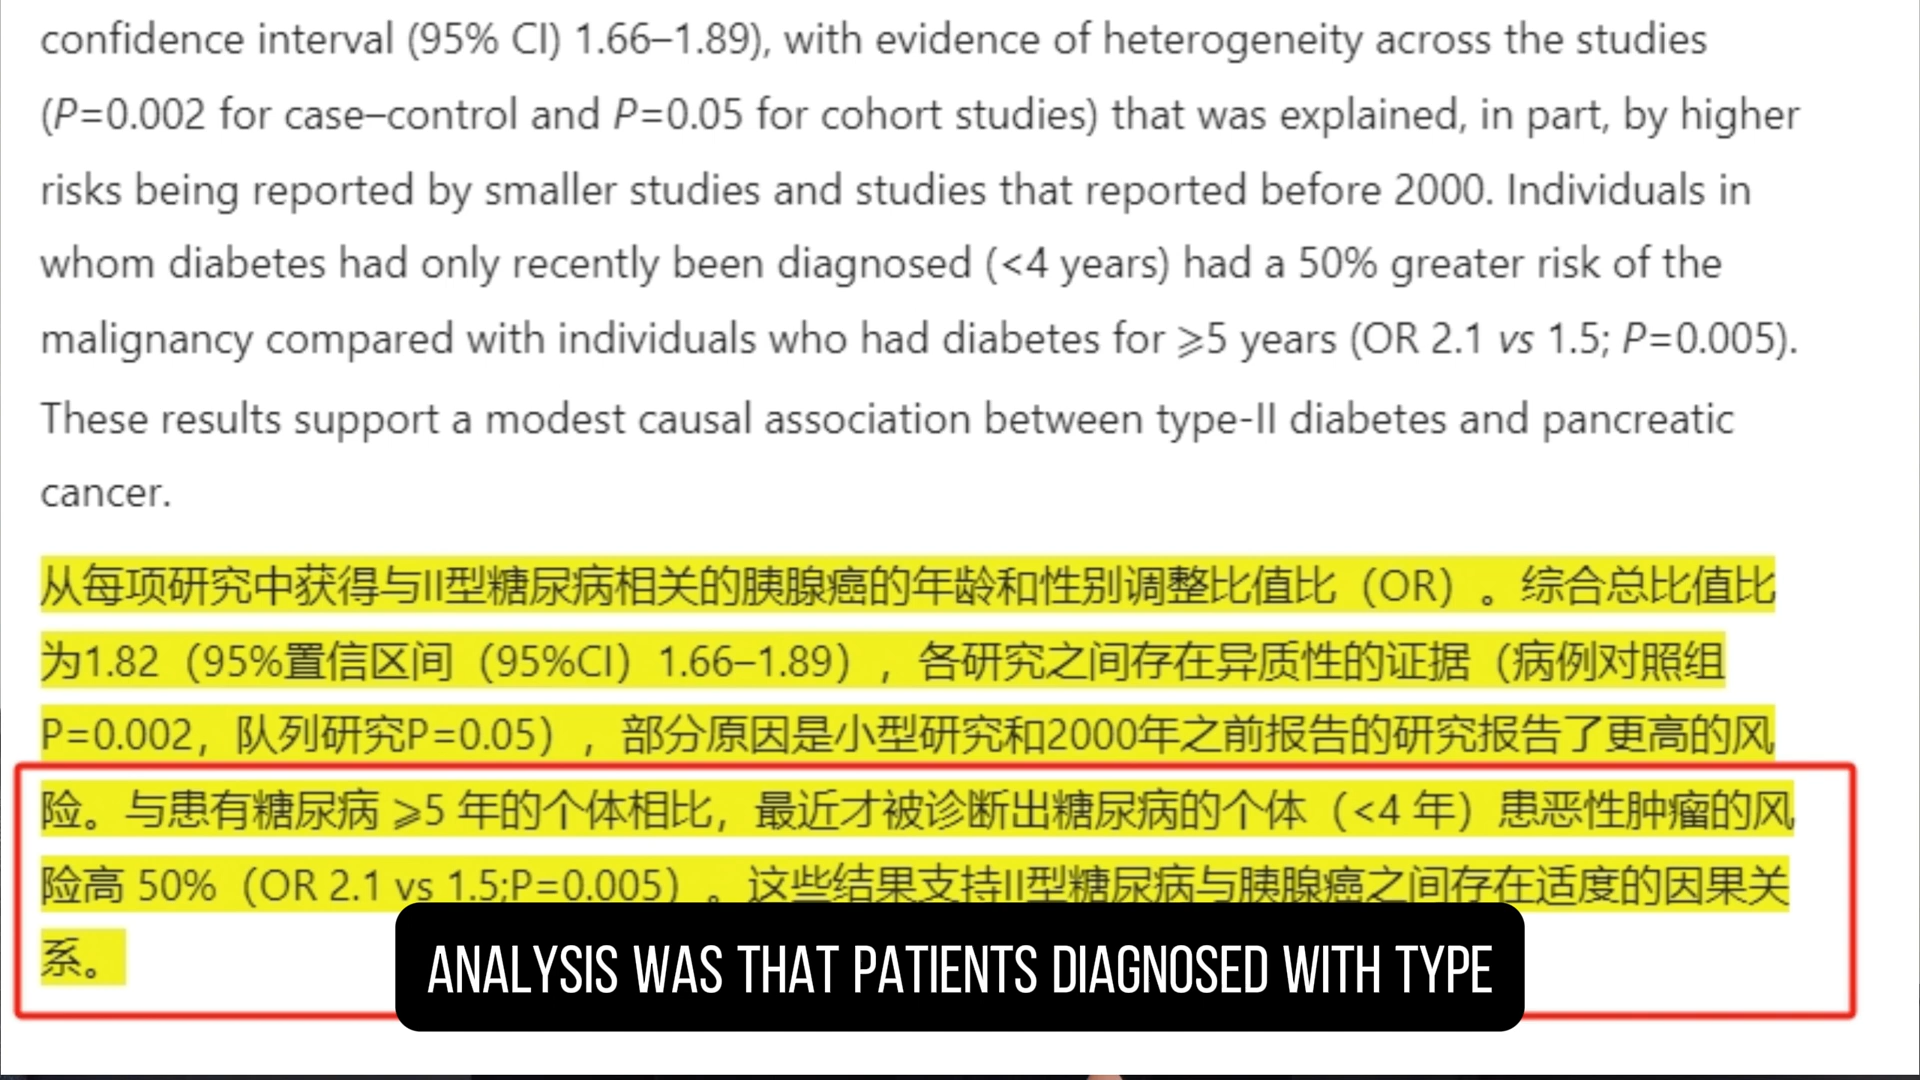 confidence interval (95% CI) 1.66–1.89), with evidence of heterogeneity across the studies
(P=0.002 for case–control and P=0.05 for cohort studies) that was explained, in part, by higher
risks being reported by smaller studies and studies that reported before 2000. Individuals in
whom diabetes had only recently been diagnosed (<4 years) had a 50% greater risk of the
malignancy compared with individuals who had diabetes for ⩾5 years (OR 2.1 vs 1.5; P=0.005).
These results support a modest causal association between type-II diabetes and pancreatic
cancer.
从每项研究中获得与II型糖尿病相关的胰腺癌的年龄和性别调整比值比（OR）。综合总比值比
为1.82（95%置信区间（95%CI）1.66–1.89），各研究之间存在异质性的证据（病例对照组
P=0.002，队列研究P=0.05），部分原因是小型研究和2000年之前报告的研究报告了更高的风
险。与患有糖尿病 ⩾5 年的个体相比，最近才被诊断出糖尿病的个体（<4 年）患恶性肿瘤的风
险高 50%（OR 2.1 vs 1.5;P=0.005）。这些结果支持II型糖尿病与胰腺癌之间存在适度的因果关
系。
ANALYSIS WAS THAT PATIENTS DIAGNOSED WITH TYPE